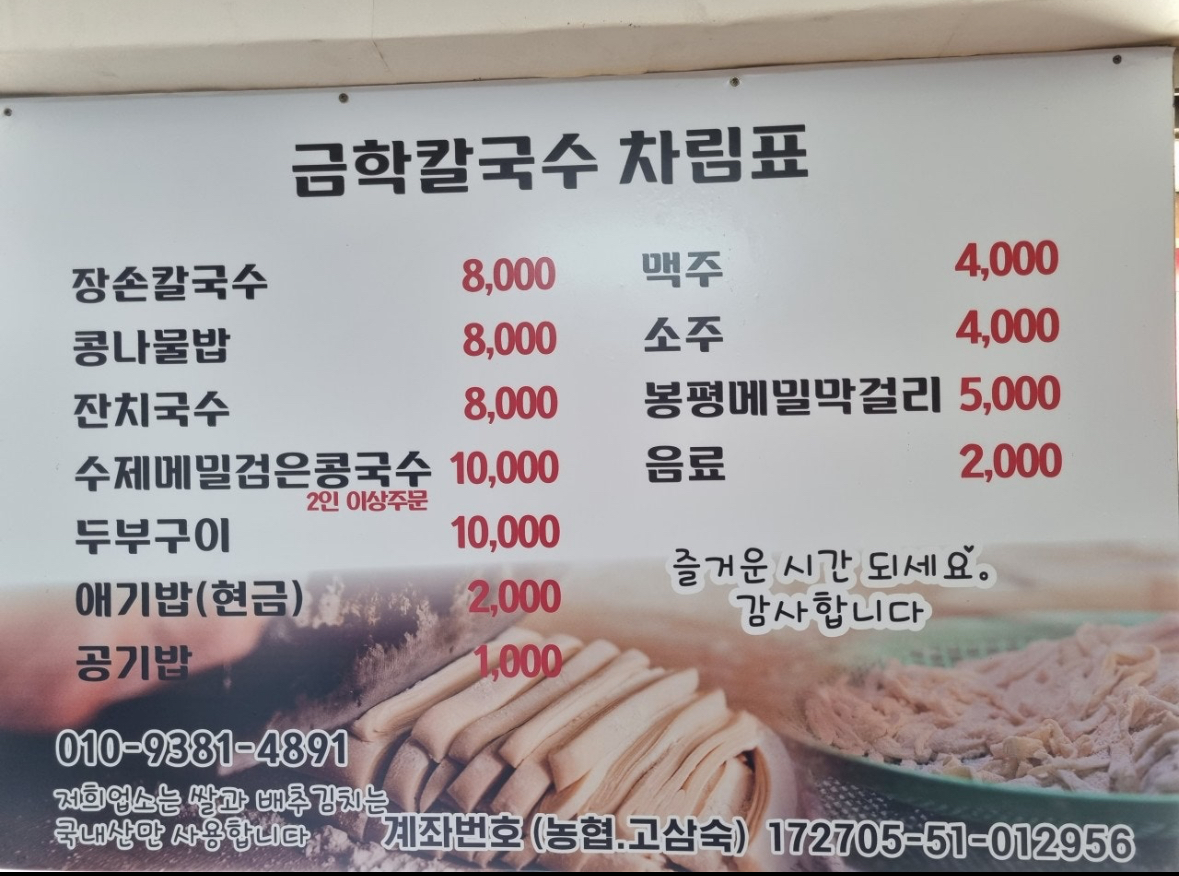 금학칼국수 차림표
장손칼국수 8,000
콩나물밥 8,000
잔치국수 8,000
수제메밀검은콩국수 10,000
2인 이상주문
두부구이 10,000
애기밥(현금) 2,000
공기밥 1,000
맥주 4,000
소주 4,000
봉평메밀막걸리 5,000
음료 2,000
즐거운 시간 되세요.
감사합니다
010-9381-4891
저희업소는 쌀과 배추김치는
국내산만 사용합니다
계좌번호 (농협.고삼숙) 172705-51-012956